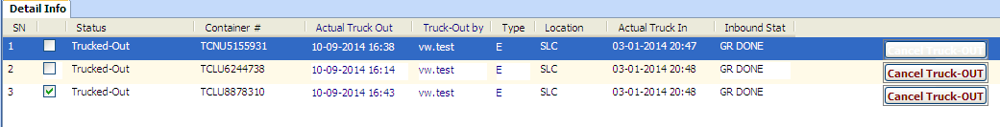 Detail Info
SN Status Container # Actual Truck Out Truck-Out by Type Location Actual Truck In Inbound Stat
1 Trucked-Out TCNU5155931 10-09-2014 16:38 vw.test E SLC 03-01-2014 20:47 GR DONE Cancel Truck-OUT
2 Trucked-Out TCLU6244738 10-09-2014 16:14 vw.test E SLC 03-01-2014 20:48 GR DONE Cancel Truck-OUT
3 Trucked-Out TCLU8878310 10-09-2014 16:43 vw.test E SLC 03-01-2014 20:48 GR DONE Cancel Truck-OUT